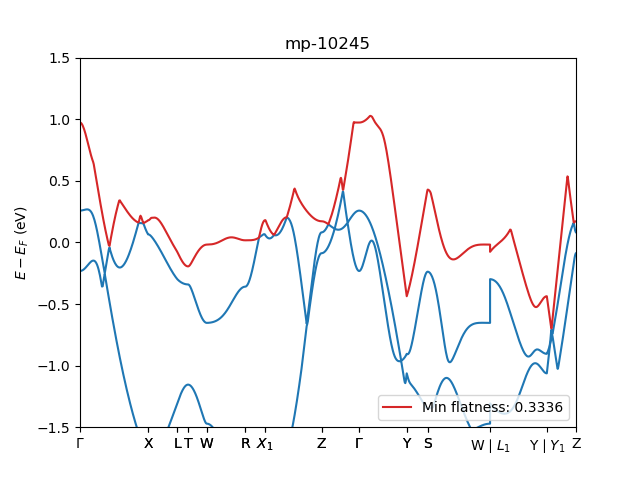 mp-10245
E − E_F (eV)
1.5
1.0
0.5
0.0
−0.5
−1.0
−1.5
Min flatness: 0.3336
Γ X L T W R X₁ Z Γ Y S W | L₁ Y | Y₁ Z